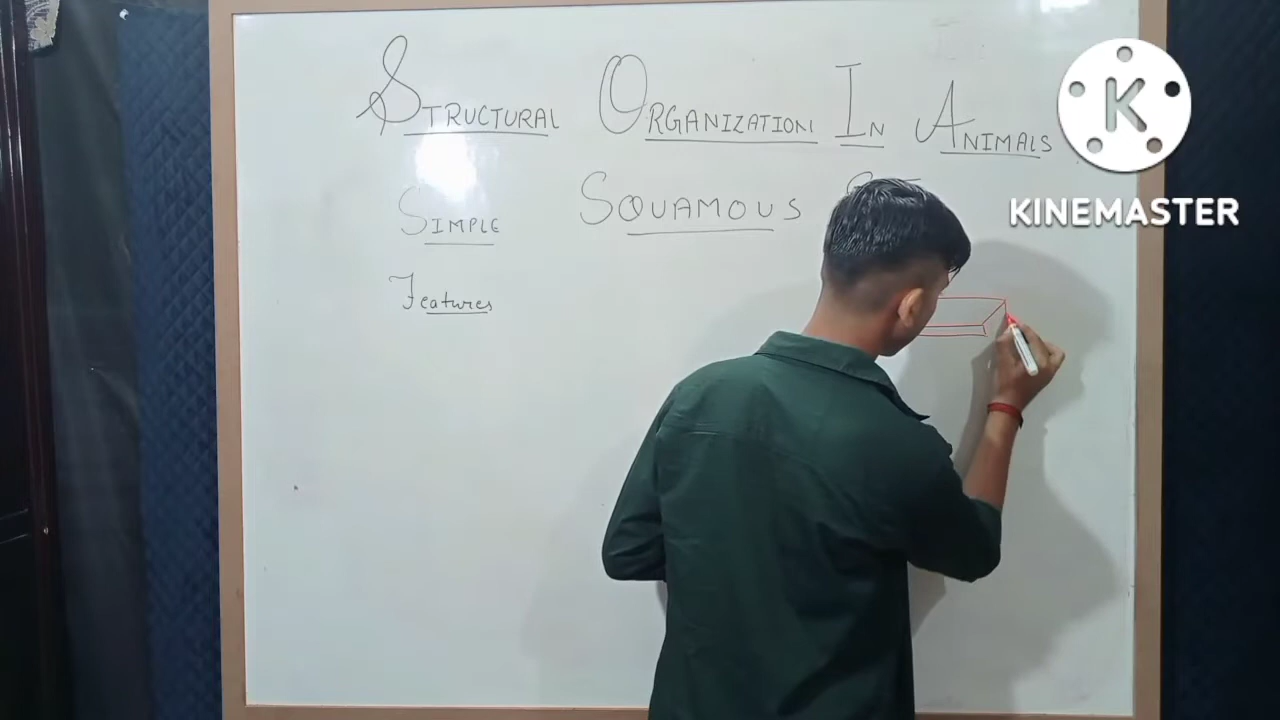 STRUCTURAL ORGANIZATION IN ANIMALS
SIMPLE SQUAMOUS
Features
K
KINEMASTER